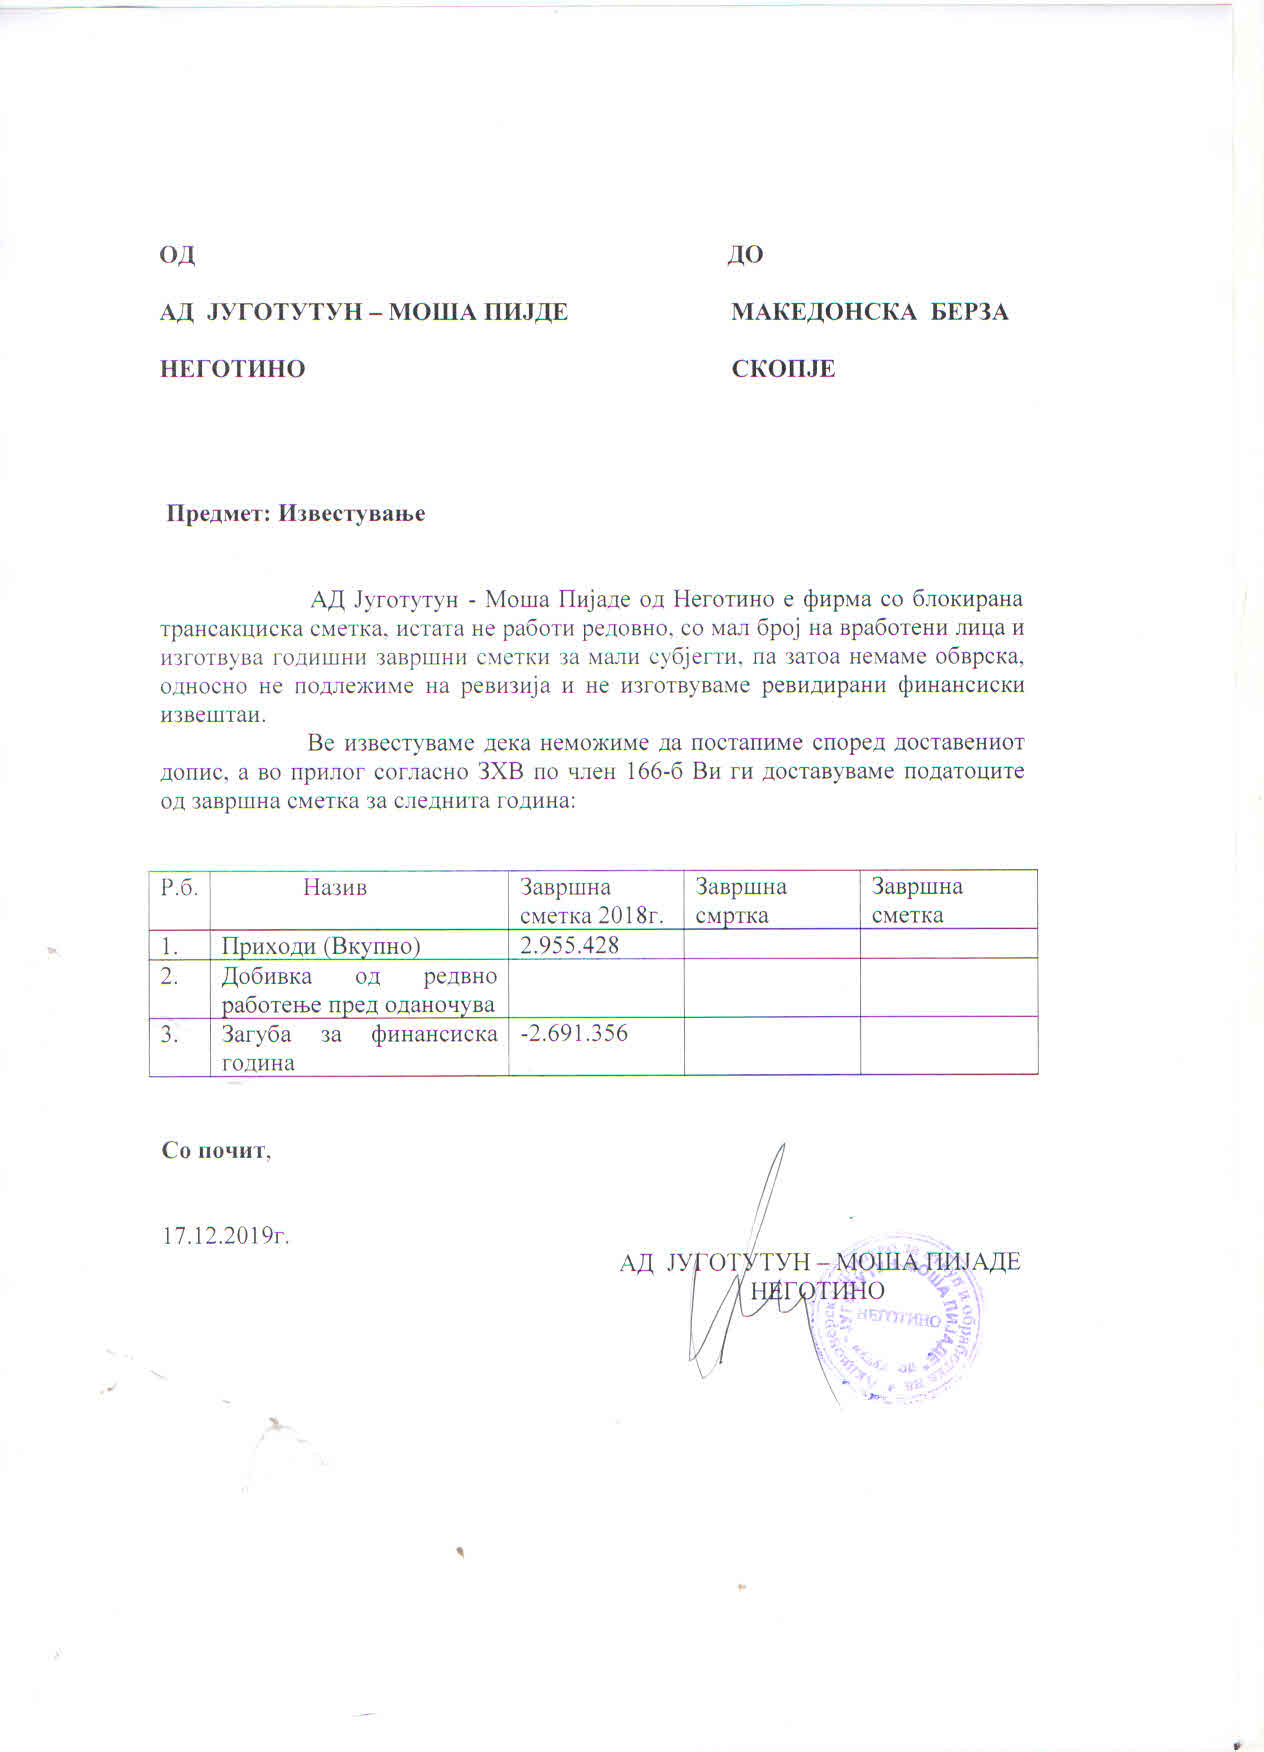 ОД ДО
АД ЈУГОТУТУН – МОША ПИЈДЕ МАКЕДОНСКА БЕРЗА
НЕГОТИНО СКОПЈЕ
Предмет: Известување
АД Југотутун - Моша Пијаде од Неготино е фирма со блокирана
трансакциска сметка, истата не работи редовно, со мал број на вработени лица и
изготвува годишни завршни сметки за мали субјегти, па затоа немаме обврска,
односно не подлежиме на ревизија и не изготвуваме ревидирани финансиски
извештаи.
Ве известуваме дека неможиме да постапиме според доставениот
допис, а во прилог согласно ЗХВ по член 166-б Ви ги доставуваме податоците
од завршна сметка за следнита година:
Р.б. Назив Завршна Завршна Завршна
сметка 2018г. смртка сметка
1. Приходи (Вкупно) 2.955.428
2. Добивка од редвно
работење пред оданочува
3. Загуба за финансиска -2.691.356
година
Со почит,
17.12.2019г.
АД ЈУГОТУТУН – МОША ПИЈАДЕ
НЕГОТИНО
НЕГОТИНО